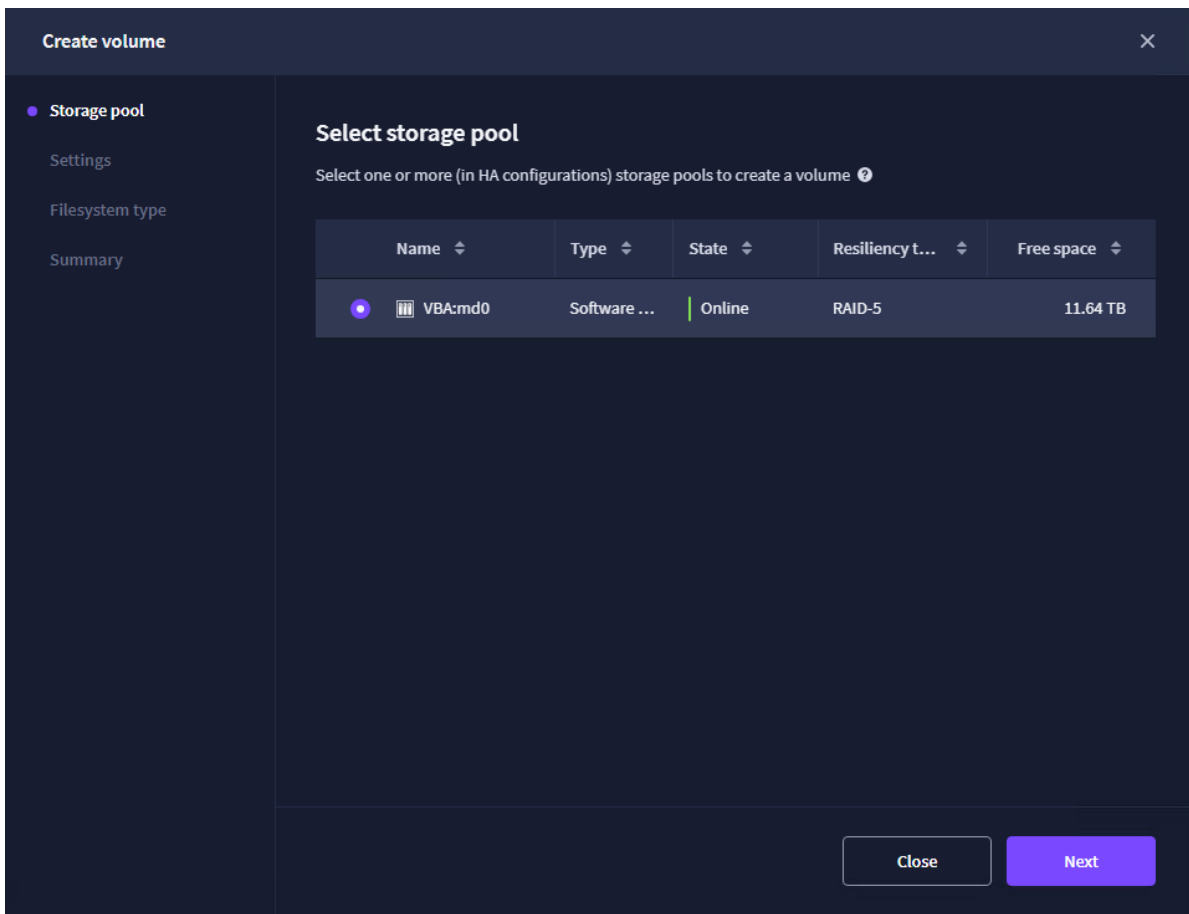 Create volume
Storage pool
Settings
Filesystem type
Summary
Select storage pool
Select one or more (in HA configurations) storage pools to create a volume
Name Type State Resiliency t... Free space
VBA:md0 Software ... Online RAID-5 11.64 TB
Close Next